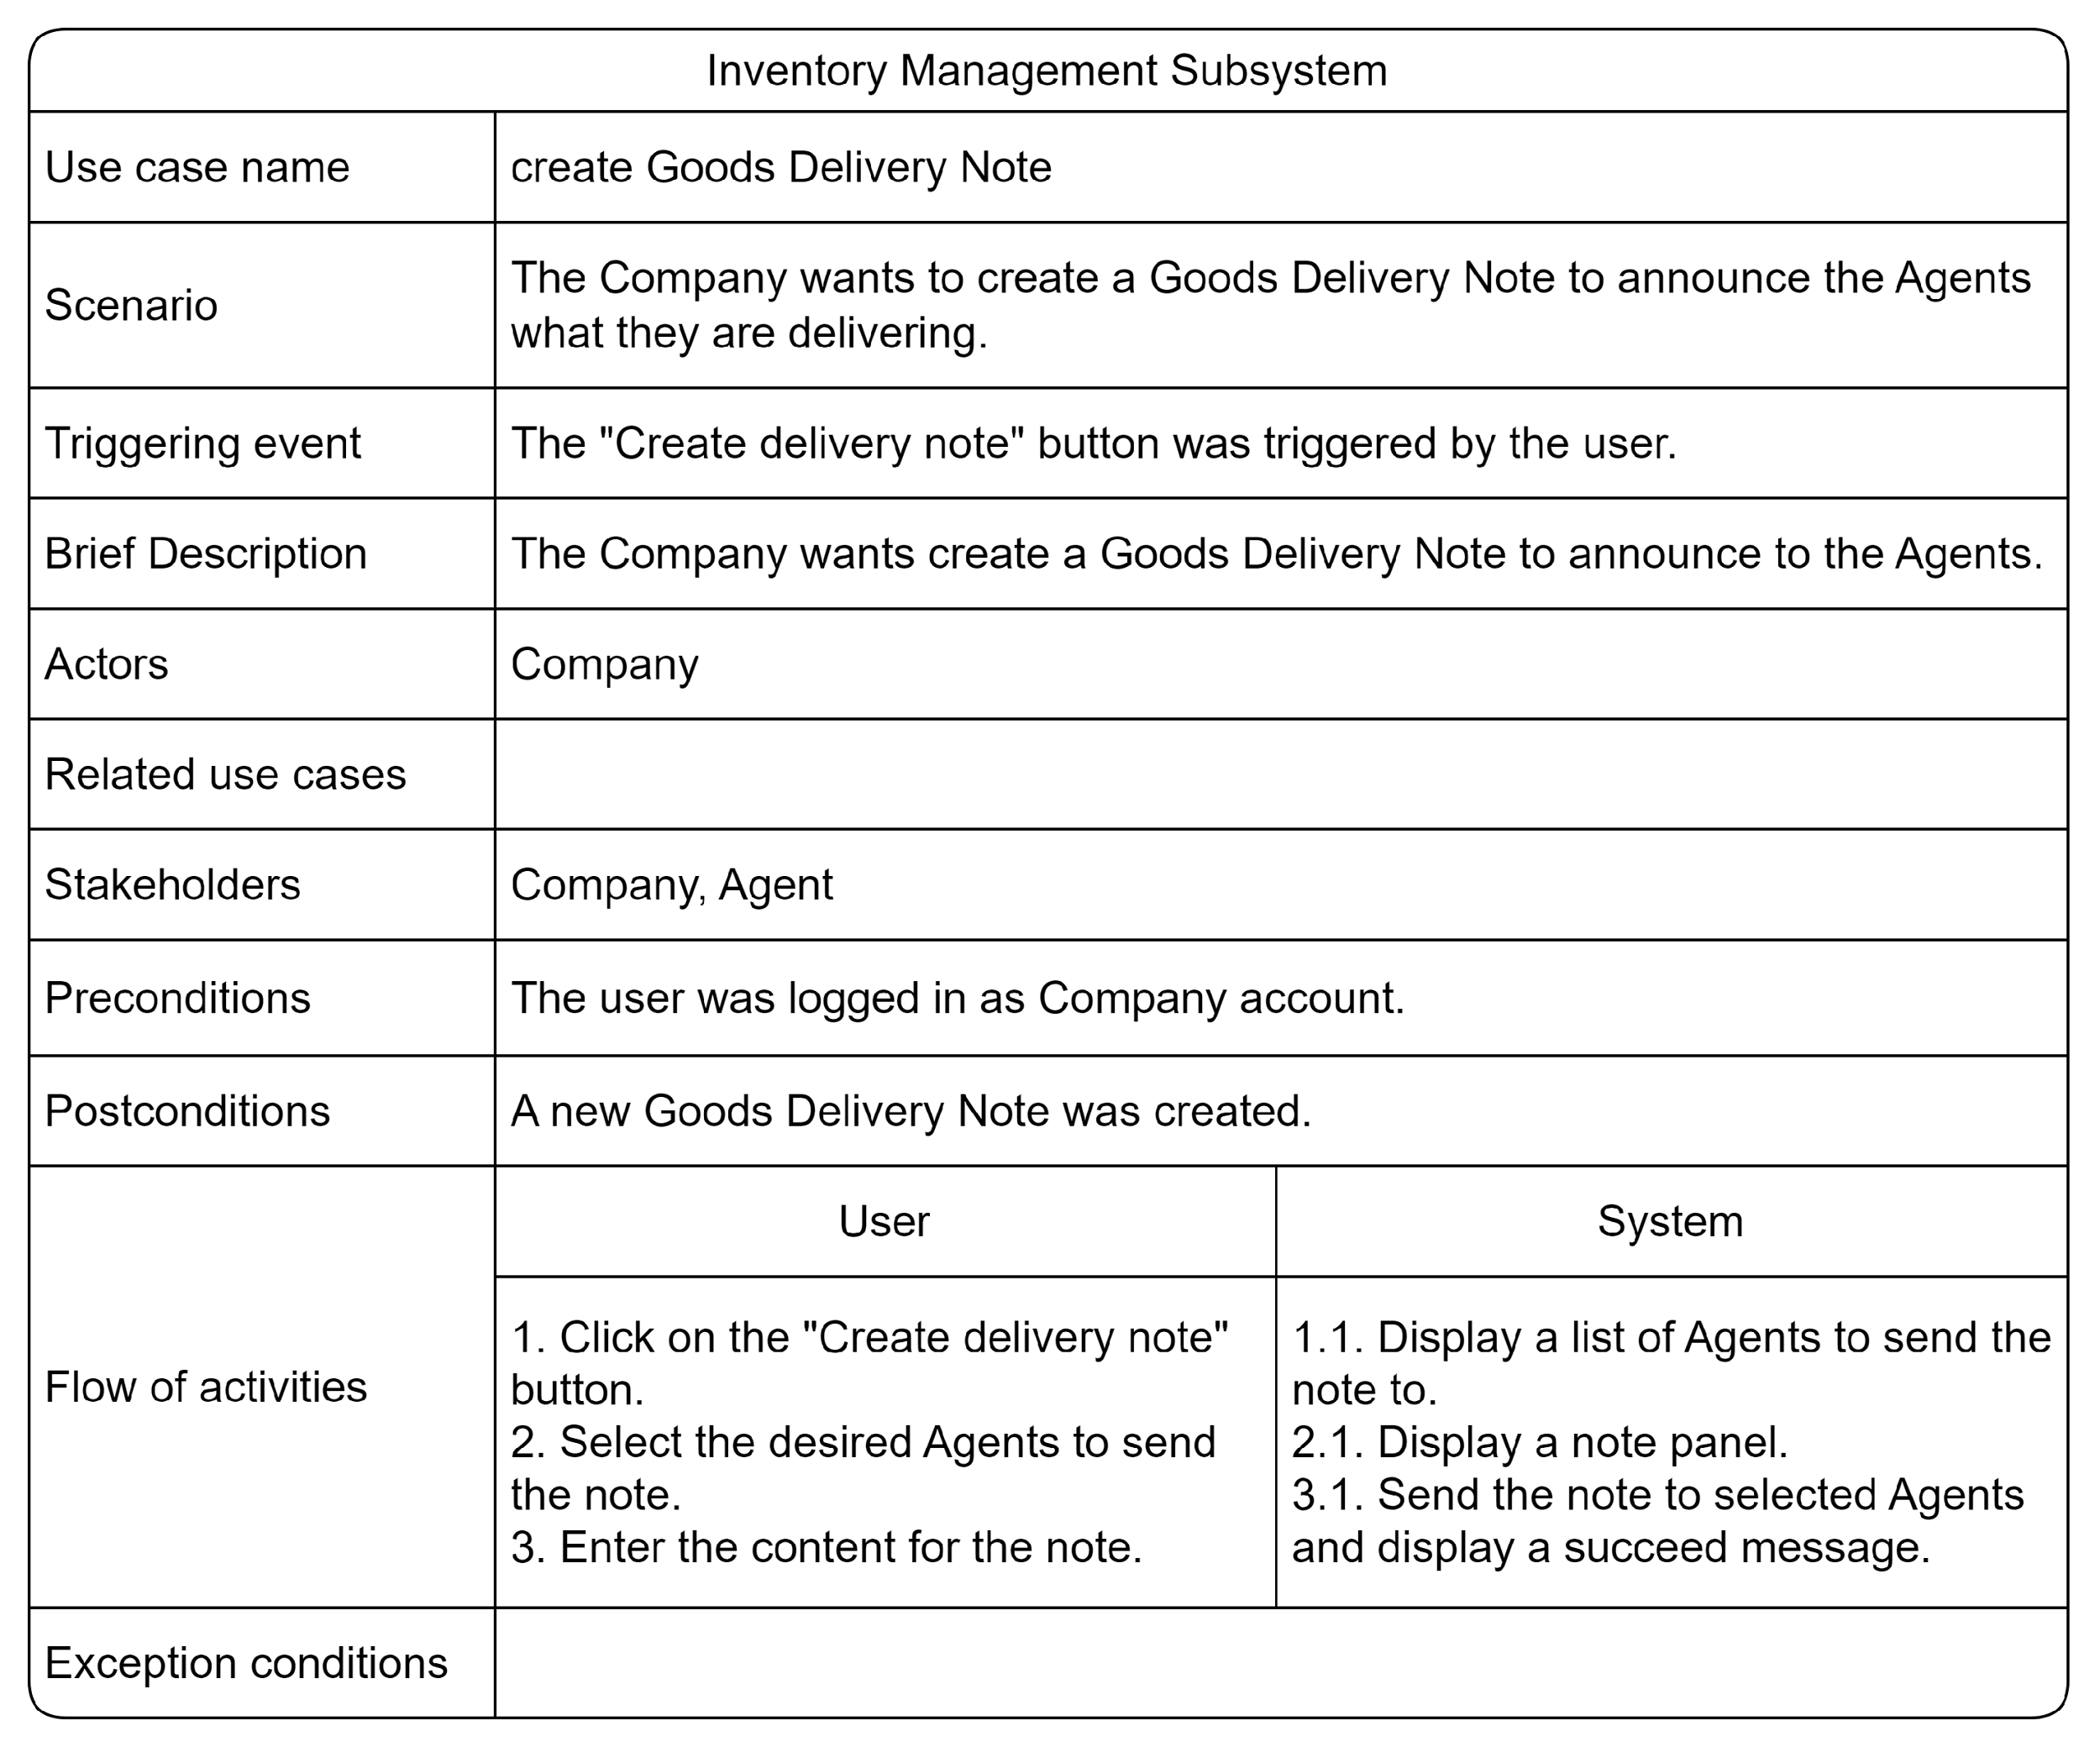 Inventory Management Subsystem
Use case name
create Goods Delivery Note
Scenario
The Company wants to create a Goods Delivery Note to announce the Agents
what they are delivering.
Triggering event
The "Create delivery note" button was triggered by the user.
Brief Description
The Company wants create a Goods Delivery Note to announce to the Agents.
Actors
Company
Related use cases
Stakeholders
Company, Agent
Preconditions
The user was logged in as Company account.
Postconditions
A new Goods Delivery Note was created.
Flow of activities
User
System
1. Click on the "Create delivery note"
button.
2. Select the desired Agents to send
the note.
3. Enter the content for the note.
1.1. Display a list of Agents to send the
note to.
2.1. Display a note panel.
3.1. Send the note to selected Agents
and display a succeed message.
Exception conditions